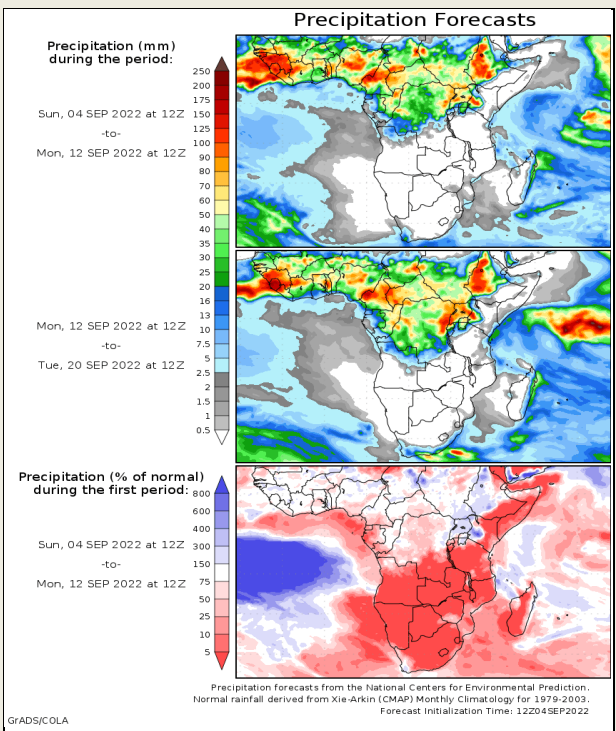 Precipitation Forecasts
Precipitation (mm)
during the period:
Sun, 04 SEP 2022 at 12Z
-to-
Mon, 12 SEP 2022 at 12Z
250
200
175
150
125
100
90
80
70
60
50
40
35
30
25
20
16
13
10
7.5
5
2.5
2
1.5
1
0.5
Mon, 12 SEP 2022 at 12Z
-to-
Tue, 20 SEP 2022 at 12Z
Precipitation (% of normal)
during the first period:
Sun, 04 SEP 2022 at 12Z
-to-
Mon, 12 SEP 2022 at 12Z
800
600
400
300
150
75
50
25
10
5
Precipitation forecasts from the National Centers for Environmental Prediction.
Normal rainfall derived from Xie-Arkin (CMAP) Monthly Climatology for 1979-2003.
Forecast Initialization Time: 12Z04SEP2022
GrADS/COLA